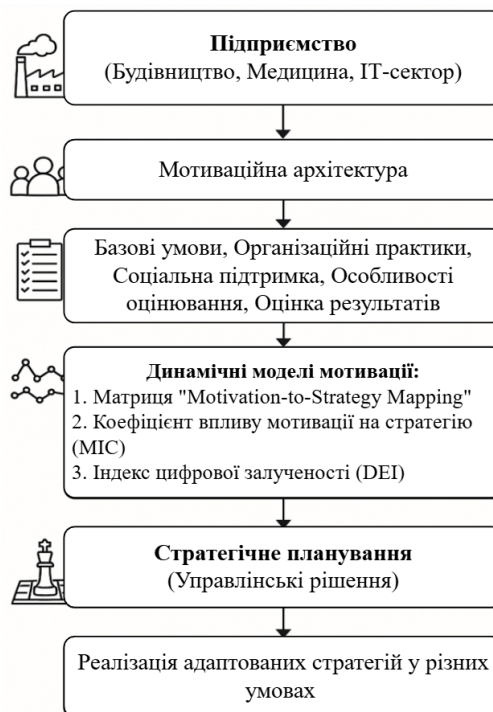 Підприємство
(Будівництво, Медицина, ІТ-сектор)
Мотиваційна архітектура
Базові умови, Організаційні практики,
Соціальна підтримка, Особливості
оцінювання, Оцінка результатів
Динамічні моделі мотивації:
1. Матриця "Motivation-to-Strategy Mapping"
2. Коефіцієнт впливу мотивації на стратегію
(МІС)
3. Індекс цифрової залученості (DEI)
Стратегічне планування
(Управлінські рішення)
Реалізація адаптованих стратегій у різних
умовах